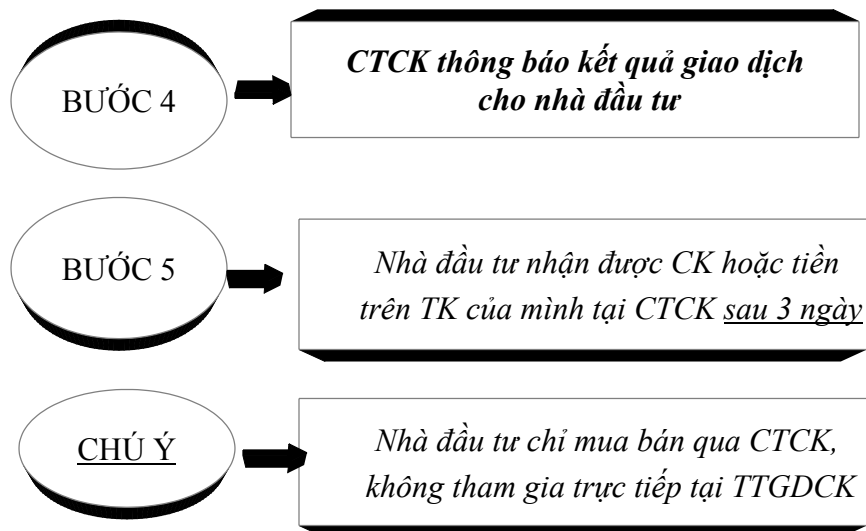 BƯỚC 4
CTCK thông báo kết quả giao dịch
cho nhà đầu tư
BƯỚC 5
Nhà đầu tư nhận được CK hoặc tiền
trên TK của mình tại CTCK sau 3 ngày
CHÚ Ý
Nhà đầu tư chỉ mua bán qua CTCK,
không tham gia trực tiếp tại TTGDCK